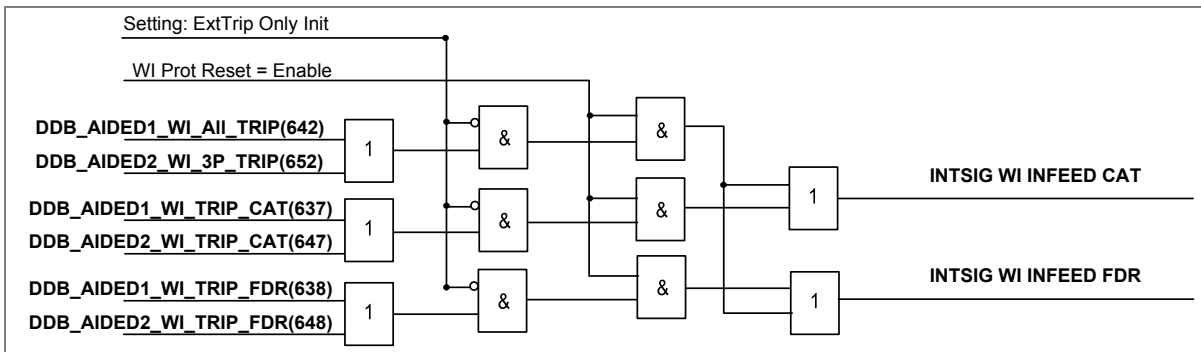 Setting: ExtTrip Only Init
WI Prot Reset = Enable
DDB_AIDED1_WI_All_TRIP(642)
1
&
&
DDB_AIDED2_WI_3P_TRIP(652)
INTSIG WI INFEED CAT
1
DDB_AIDED1_WI_TRIP_CAT(637)
1
&
&
DDB_AIDED2_WI_TRIP_CAT(647)
INTSIG WI INFEED FDR
1
DDB_AIDED1_WI_TRIP_FDR(638)
1
&
&
DDB_AIDED2_WI_TRIP_FDR(648)